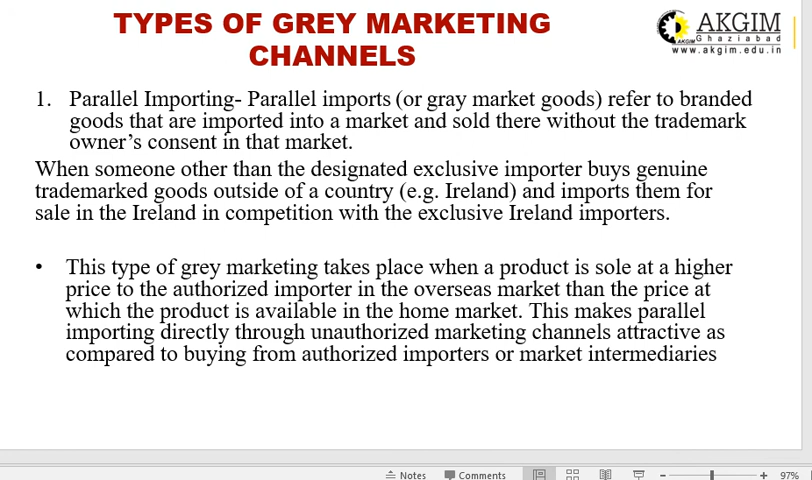 TYPES OF GREY MARKETING
CHANNELS
AKGIM
AKGIM Ghaziabad
www.akgim.edu.in
1. Parallel Importing- Parallel imports (or gray market goods) refer to branded
goods that are imported into a market and sold there without the trademark
owner's consent in that market.
When someone other than the designated exclusive importer buys genuine
trademarked goods outside of a country (e.g. Ireland) and imports them for
sale in the Ireland in competition with the exclusive Ireland importers.
• This type of grey marketing takes place when a product is sole at a higher
price to the authorized importer in the overseas market than the price at
which the product is available in the home market. This makes parallel
importing directly through unauthorized marketing channels attractive as
compared to buying from authorized importers or market intermediaries
Notes Comments 97%